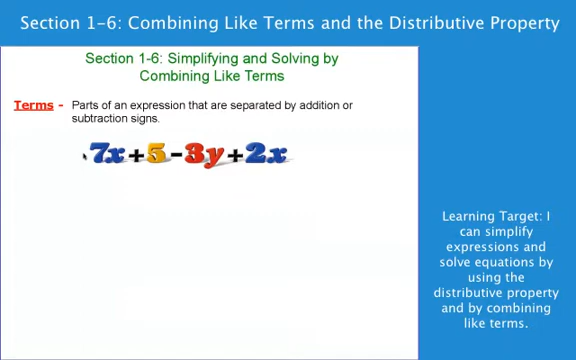 Section 1-6: Combining Like Terms and the Distributive Property
Section 1-6: Simplifying and Solving by
Combining Like Terms
Terms - Parts of an expression that are separated by addition or
subtraction signs.
7x+5-3y+2x
Learning Target: I
can simplify
expressions and
solve equations by
using the
distributive property
and by combining
like terms.